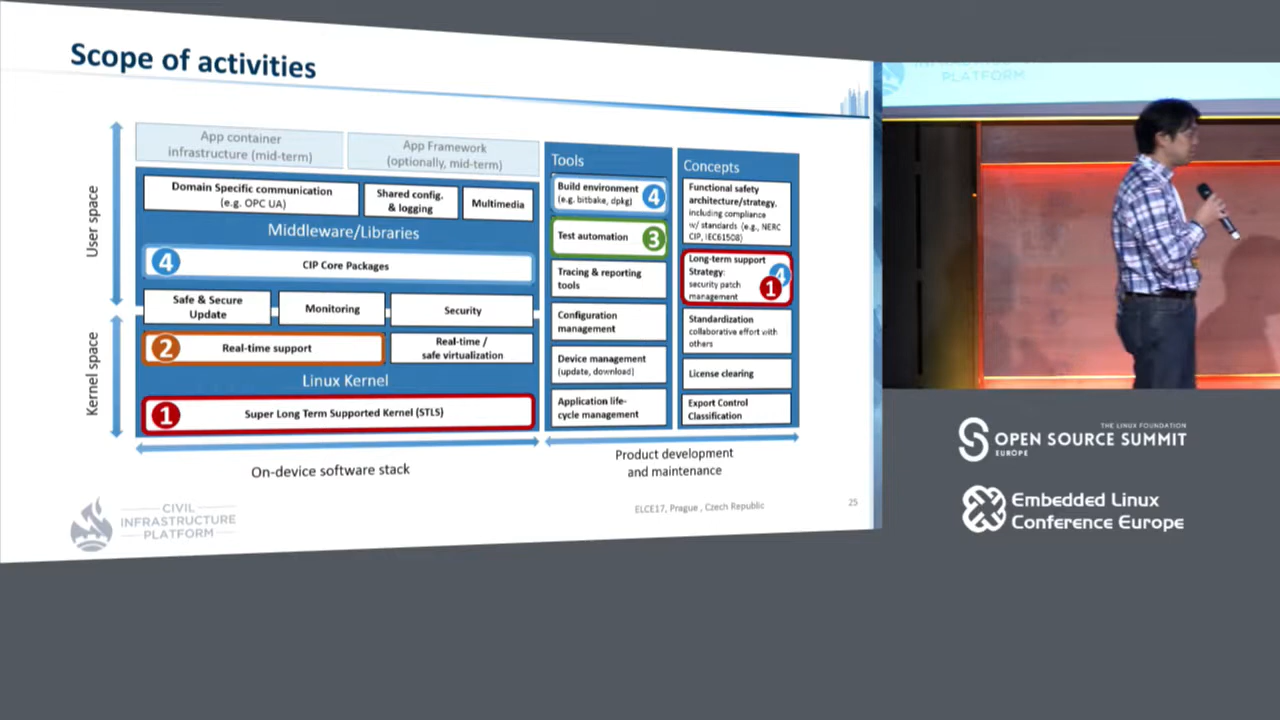 Scope of activities
App container
infrastructure (mid-term)
App Framework
(optionally, mid-term)
User space
Domain Specific communication
(e.g. OPC UA)
Shared config.
& logging
Multimedia
Middleware/Libraries
4
CIP Core Packages
Safe & Secure
Update
Monitoring
Security
Kernel space
2
Real-time support
Real-time /
safe virtualization
Linux Kernel
1
Super Long Term Supported Kernel (STLS)
On-device software stack
Tools
Build environment
(e.g. bitbake, dpkg)
4
Test automation
3
Tracing & reporting
tools
Configuration
management
Device management
(update, download)
Application life-
cycle management
Concepts
Functional safety
architecture/strategy,
including compliance
w/ standards (e.g., NERC
CIP, IEC61508)
Long-term support
Strategy:
security patch
management
4
1
Standardization
collaborative effort with
others
License clearing
Export Control
Classification
Product development
and maintenance
CIVIL
INFRASTRUCTURE
PLATFORM
ELCE17, Prague , Czech Republic
25
PLATFORM
THE LINUX FOUNDATION
OPEN SOURCE SUMMIT
EUROPE
Embedded Linux
Conference Europe